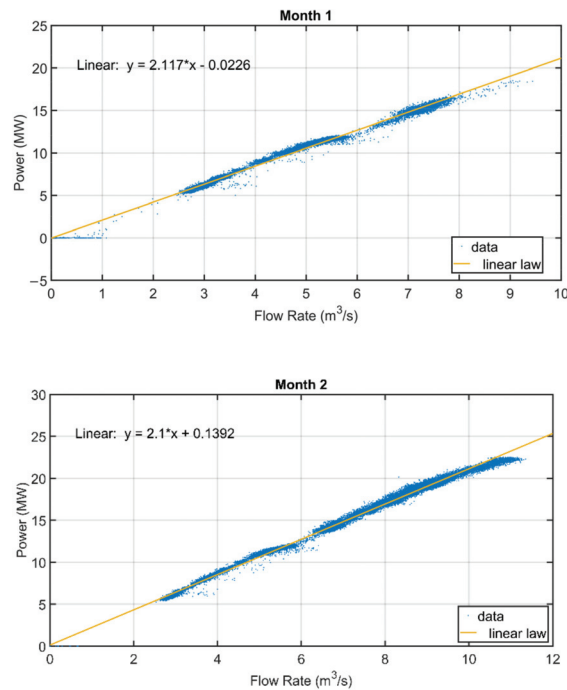 Month 1
Linear: y = 2.117*x - 0.0226
Power (MW)
25
20
15
10
5
0
−5
0 1 2 3 4 5 6 7 8 9 10
Flow Rate (m³/s)
data
linear law
Month 2
Linear: y = 2.1*x + 0.1392
Power (MW)
30
25
20
15
10
5
0
0 2 4 6 8 10 12
Flow Rate (m³/s)
data
linear law